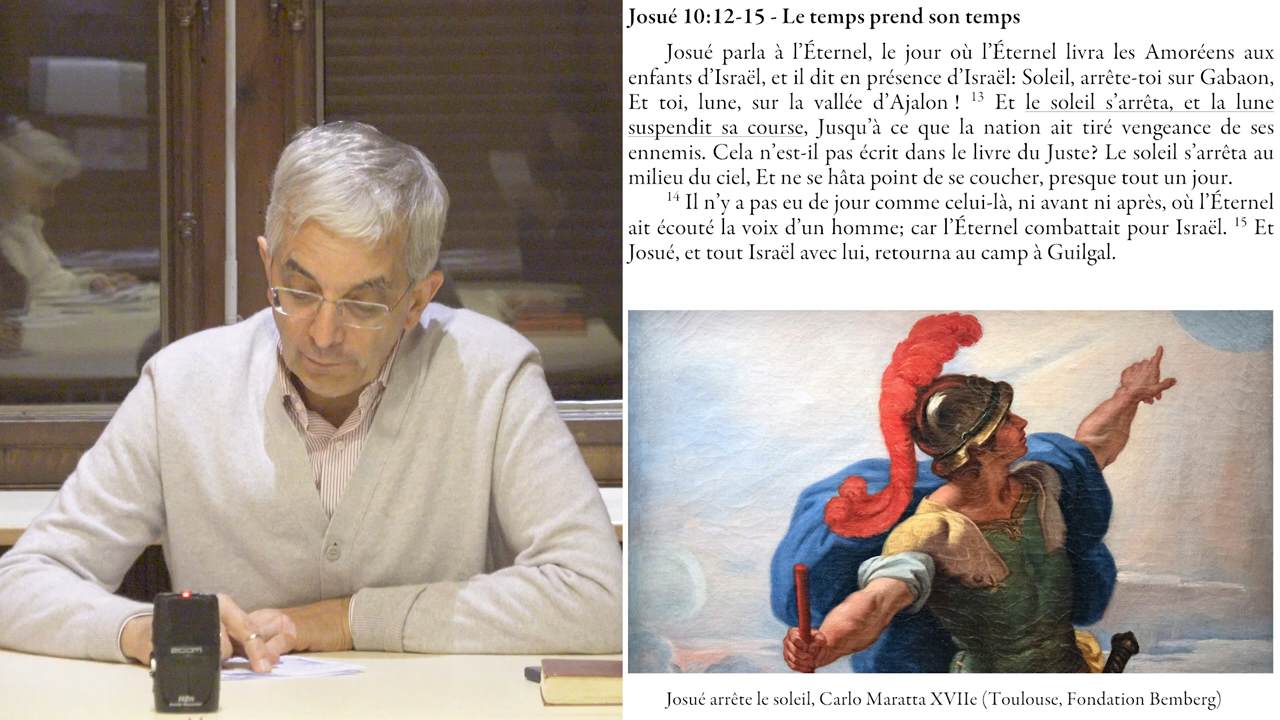 Josué 10:12-15 - Le temps prend son temps
Josué parla à l’Éternel, le jour où l’Éternel livra les Amoréens aux
enfants d’Israël, et il dit en présence d’Israël: Soleil, arrête-toi sur Gabaon,
Et toi, lune, sur la vallée d’Ajalon ! 13 Et le soleil s’arrêta, et la lune
suspendit sa course, Jusqu’à ce que la nation ait tiré vengeance de ses
ennemis. Cela n’est-il pas écrit dans le livre du Juste? Le soleil s’arrêta au
milieu du ciel, Et ne se hâta point de se coucher, presque tout un jour.
14 Il n’y a pas eu de jour comme celui-là, ni avant ni après, où l’Éternel
ait écouté la voix d’un homme; car l’Éternel combattait pour Israël. 15 Et
Josué, et tout Israël avec lui, retourna au camp à Guilgal.
Josué arrête le soleil, Carlo Maratta XVIIe (Toulouse, Fondation Bemberg)
zoom